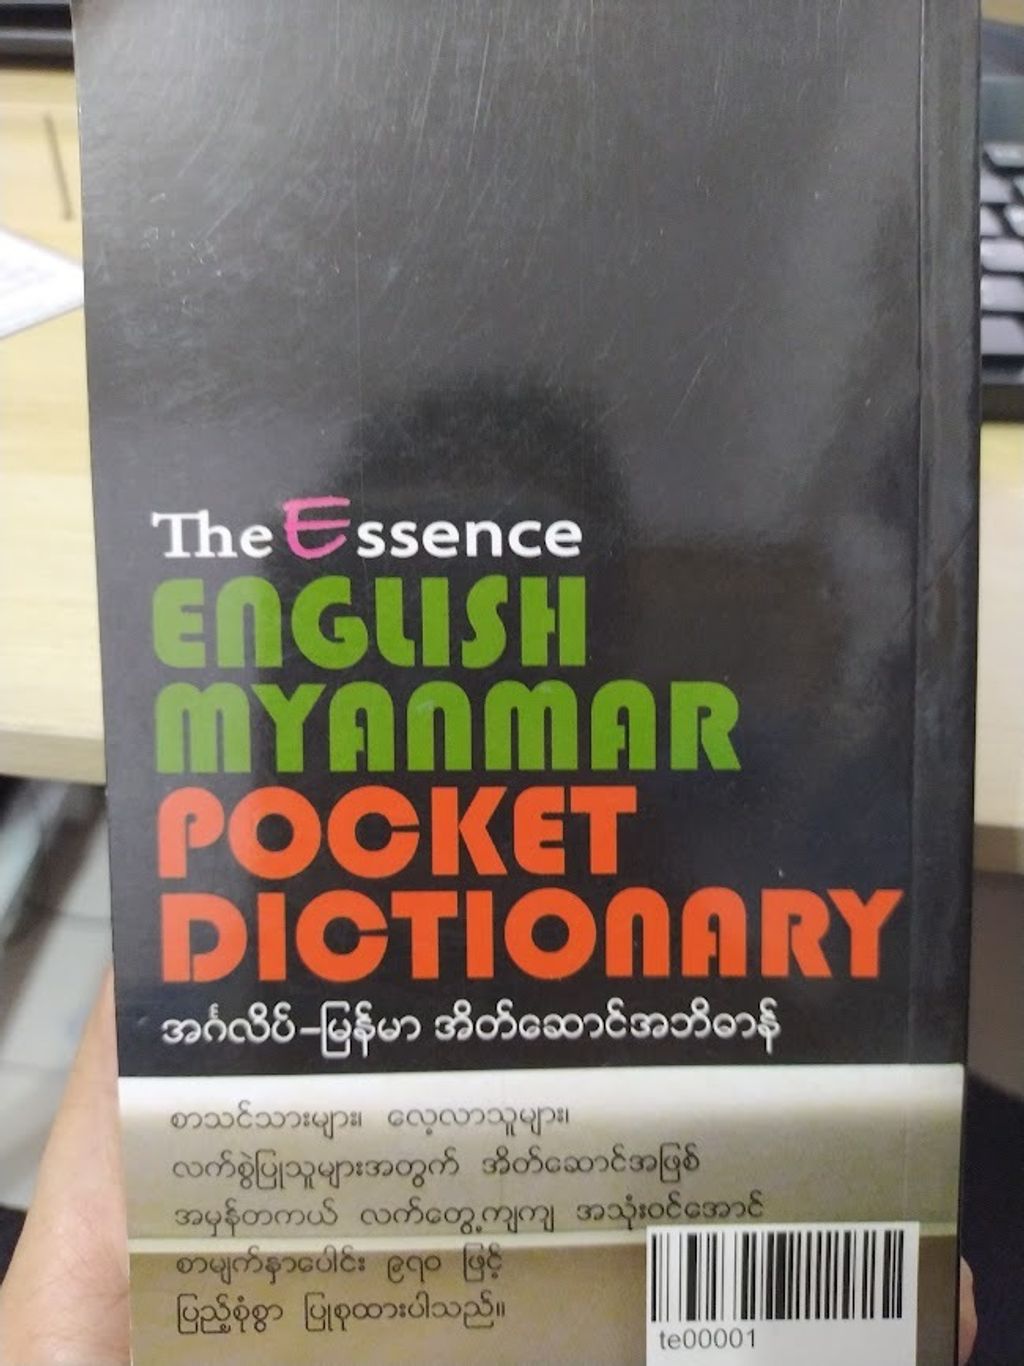 The Essence
ENGLISH
MYANMAR
POCKET
DICTIONARY
အင်္ဂလိပ်-မြန်မာ အိတ်ဆောင်အဘိဓာန်
စာသင်သားများ၊ လေ့လာသူများ၊
လက်စွဲပြုသူများအတွက် အိတ်ဆောင်အဖြစ်
အမှန်တကယ် လက်တွေ့ကျကျ အသုံးဝင်အောင်
စာမျက်နှာပေါင်း ၉၇၀ ဖြင့်
ပြည့်စုံစွာ ပြုစုထားပါသည်။
te00001